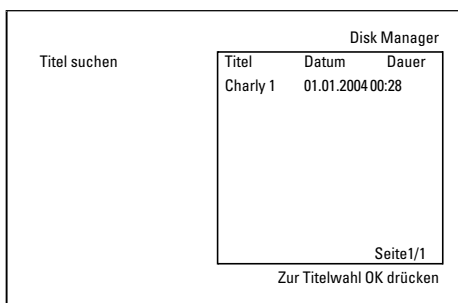 Disk Manager
Titel suchen
Titel Datum Dauer
Charly 1 01.01.2004 00:28
Seite1/1
Zur Titelwahl OK drücken